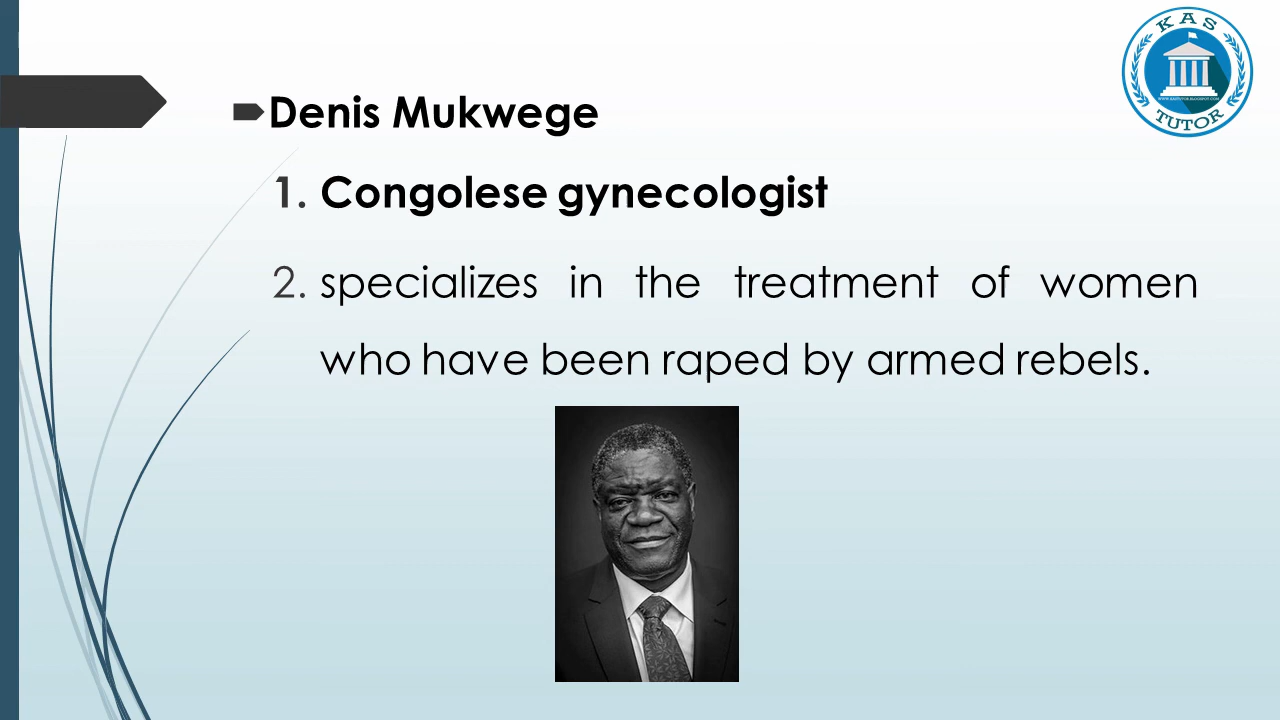 KAS
TUTOR
Denis Mukwege
1. Congolese gynecologist
2. specializes in the treatment of women
who have been raped by armed rebels.